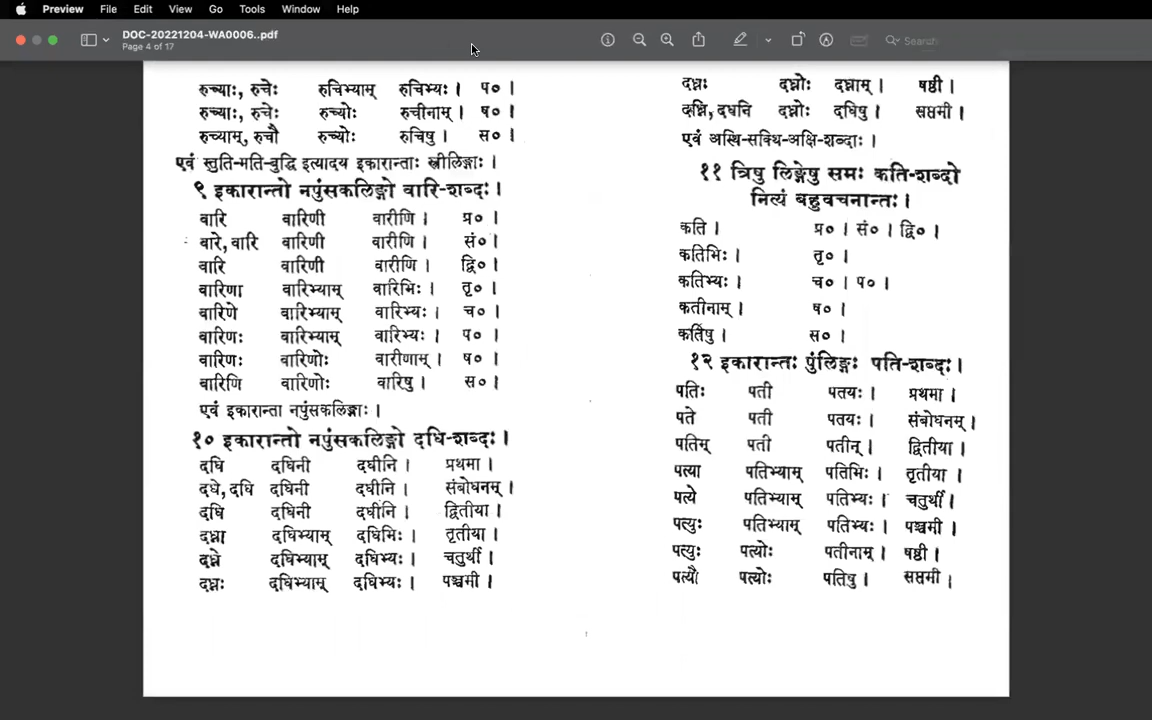 Preview File Edit View Go Tools Window Help
DOC-20221204-WA0006..pdf
Page 4 of 17
Search
रुच्याः, रुचेः रुचिभ्याम् रुचिभ्यः । प० ।
रुच्याः, रुचेः रुच्योः रुचीनाम् । ष० ।
रुच्याम्, रुचौ रुच्योः रुचिषु । स० ।
एवं स्तुति-मति-बुद्धि इत्यादय इकारान्ताः स्त्रीलिङ्गाः ।
९ इकारान्तो नपुंसकलिङ्गो वारि-शब्दः ।
वारि वारिणी वारीणि । प्र० ।
वारे, वारि वारिणी वारीणि । सं० ।
वारि वारिणी वारीणि । द्वि० ।
वारिणा वारिभ्याम् वारिभिः । तृ० ।
वारिणे वारिभ्याम् वारिभ्यः । च० ।
वारिणः वारिभ्याम् वारिभ्यः । प० ।
वारिणः वारिणोः वारीणाम् । ष० ।
वारिणि वारिणोः वारिषु । स० ।
एवं इकारान्ता नपुंसकलिङ्गाः ।
१० इकारान्तो नपुंसकलिङ्गो दधि-शब्दः ।
दधि दधिनी दधीनि । प्रथमा ।
दधे, दधि दधिनी दधीनि । संबोधनम् ।
दधि दधिनी दधीनि । द्वितीया ।
दध्ना दधिभ्याम् दधिभिः । तृतीया ।
दध्ने दधिभ्याम् दधिभ्यः । चतुर्थी ।
दध्नः दधिभ्याम् दधिभ्यः । पञ्चमी ।
दध्नः दध्नोः दध्नाम् । षष्ठी ।
दध्नि, दधनि दध्नोः दधिषु । सप्तमी ।
एवं अस्थि-सक्थि-अक्षि-शब्दाः ।
११ त्रिषु लिङ्गेषु समः कति-शब्दो
नित्यं बहुवचनान्तः ।
कति । प्र० । सं० । द्वि० ।
कतिभिः । तृ० ।
कतिभ्यः । च० । प० ।
कतीनाम् । ष० ।
कतिषु । स० ।
१२ इकारान्तः पुंलिङ्गः पति-शब्दः ।
पतिः पती पतयः । प्रथमा ।
पते पती पतयः । संबोधनम् ।
पतिम् पती पतीन् । द्वितीया ।
पत्या पतिभ्याम् पतिभिः । तृतीया ।
पत्ये पतिभ्याम् पतिभ्यः । चतुर्थी ।
पत्युः पतिभ्याम् पतिभ्यः । पञ्चमी ।
पत्युः पत्योः पतीनाम् । षष्ठी ।
पत्यौ पत्योः पतिषु । सप्तमी ।